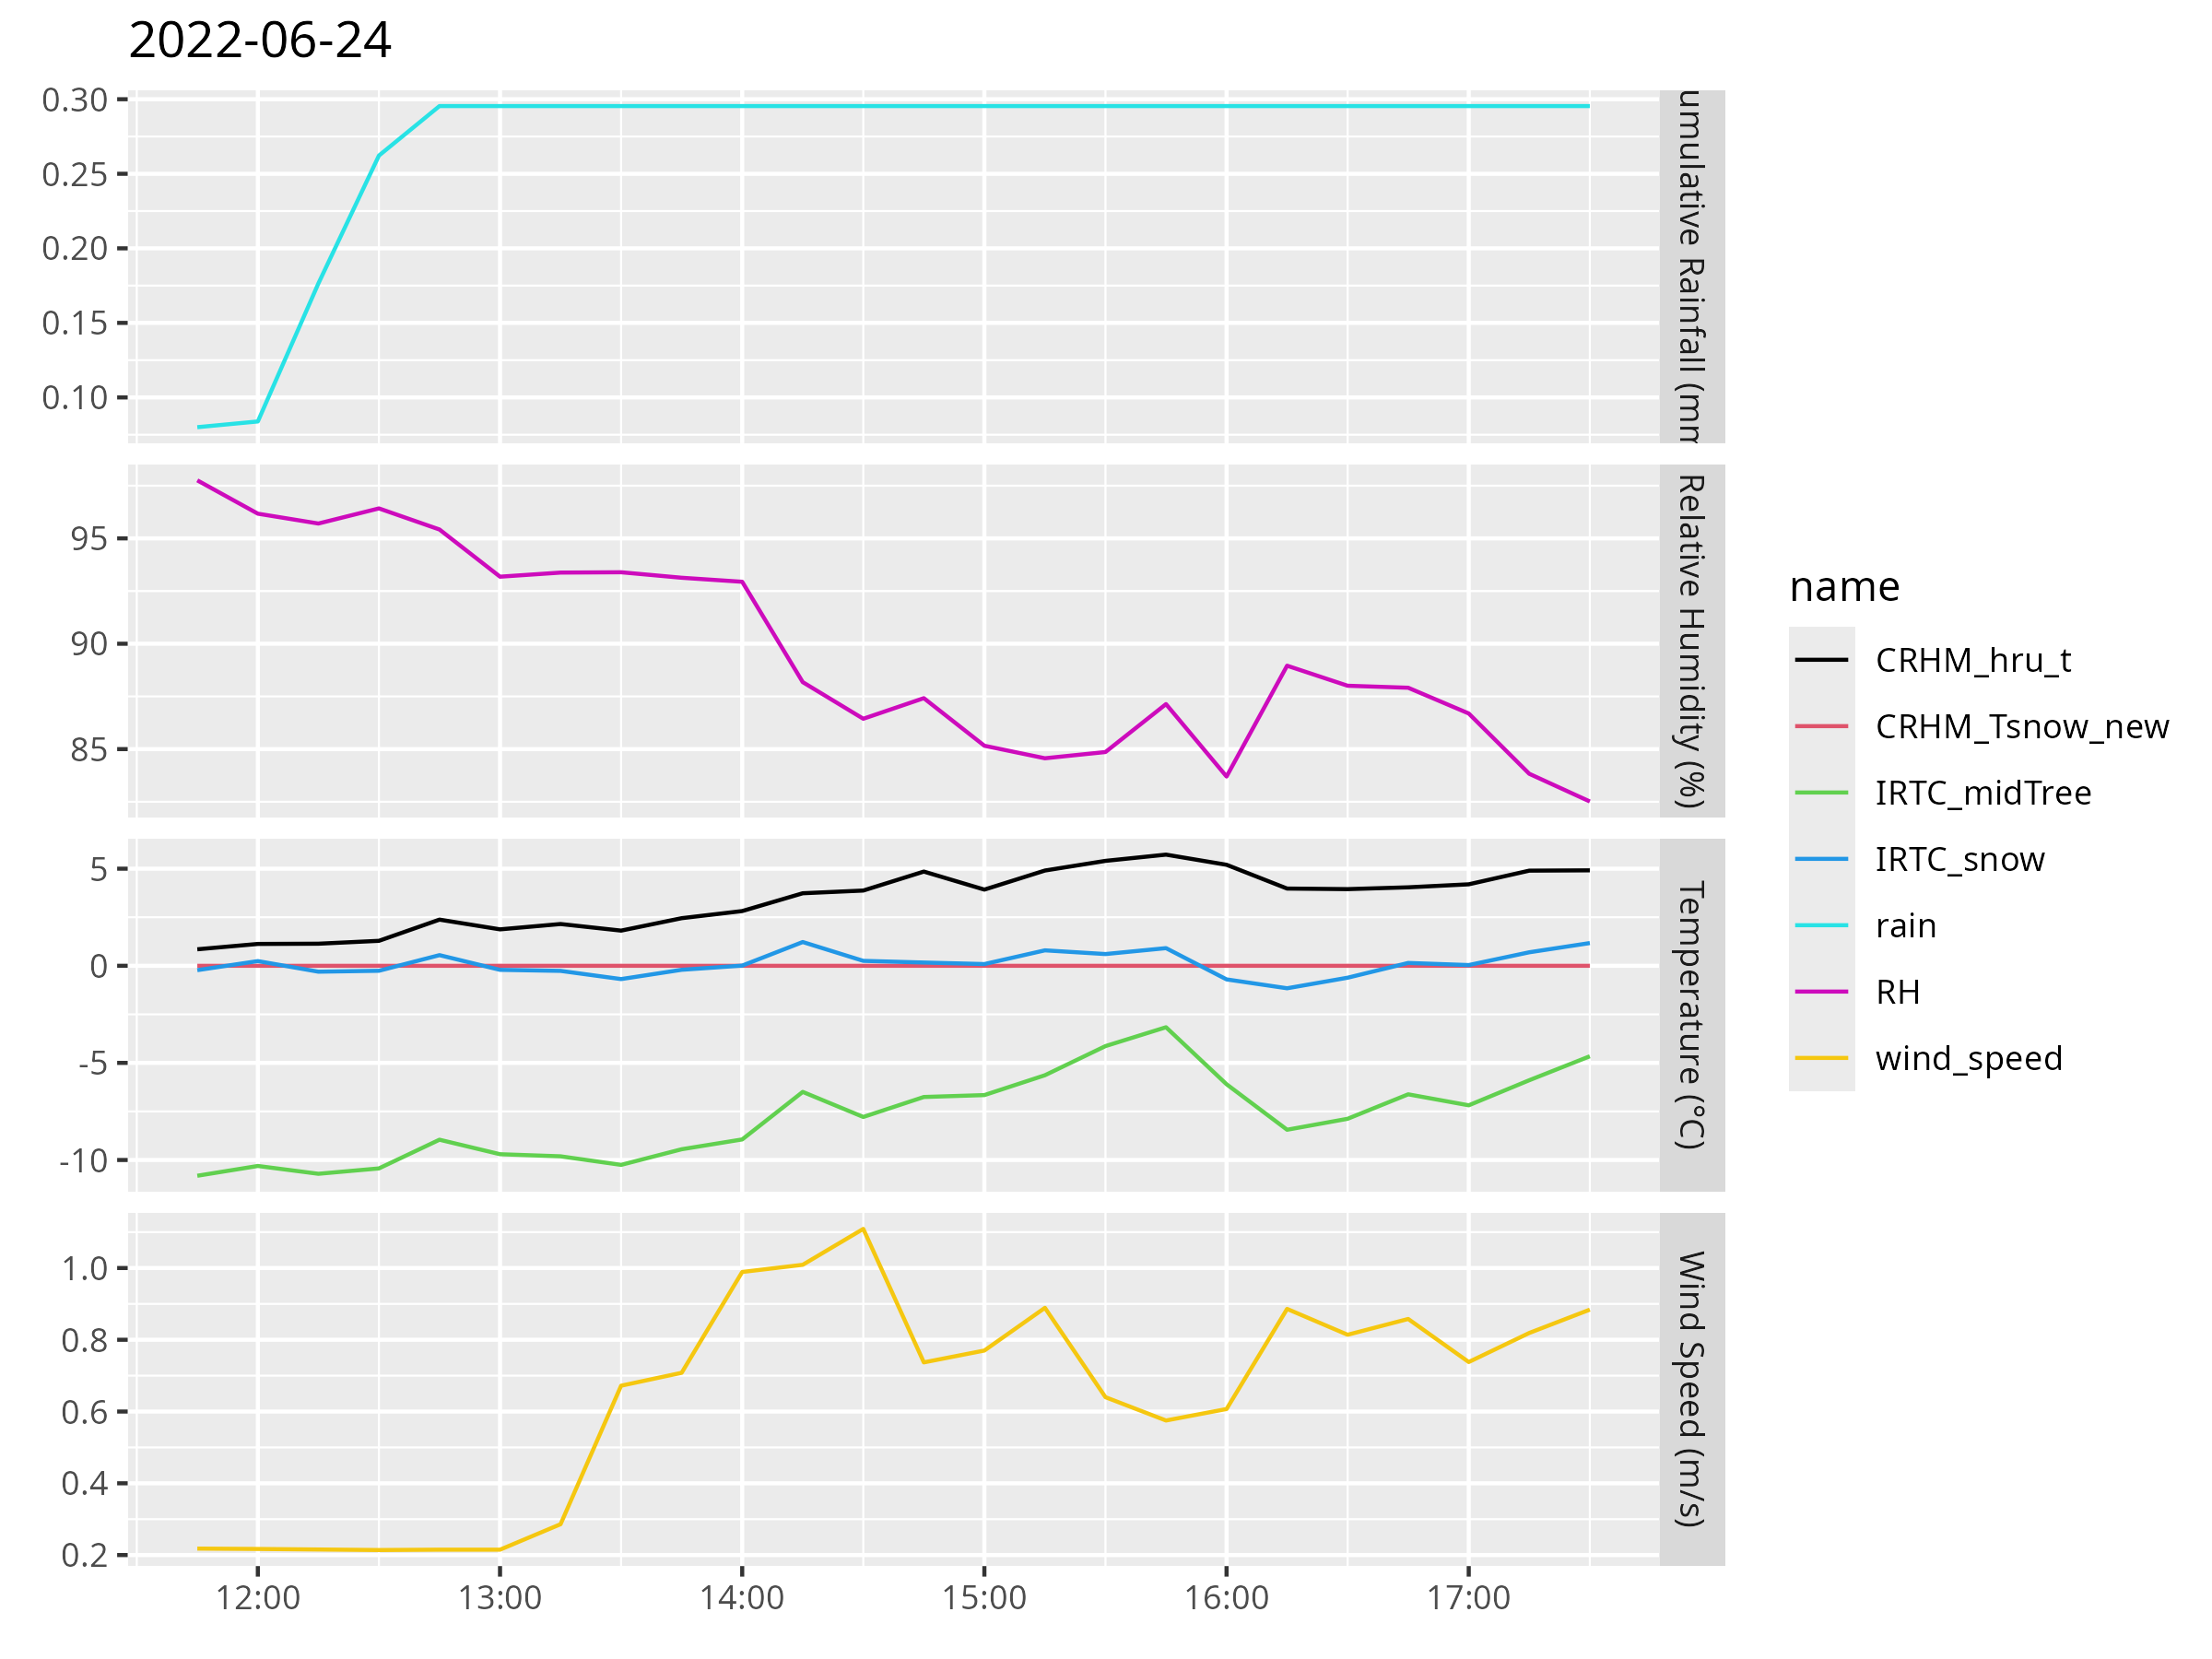 2022-06-24
0.30
0.25
0.20
0.15
0.10
umulative Rainfall (mm
95
90
85
Relative Humidity (%)
5
0
-5
-10
Temperature (°C)
1.0
0.8
0.6
0.4
0.2
Wind Speed (m/s)
12:00 13:00 14:00 15:00 16:00 17:00
name
CRHM_hru_t
CRHM_Tsnow_new
IRTC_midTree
IRTC_snow
rain
RH
wind_speed